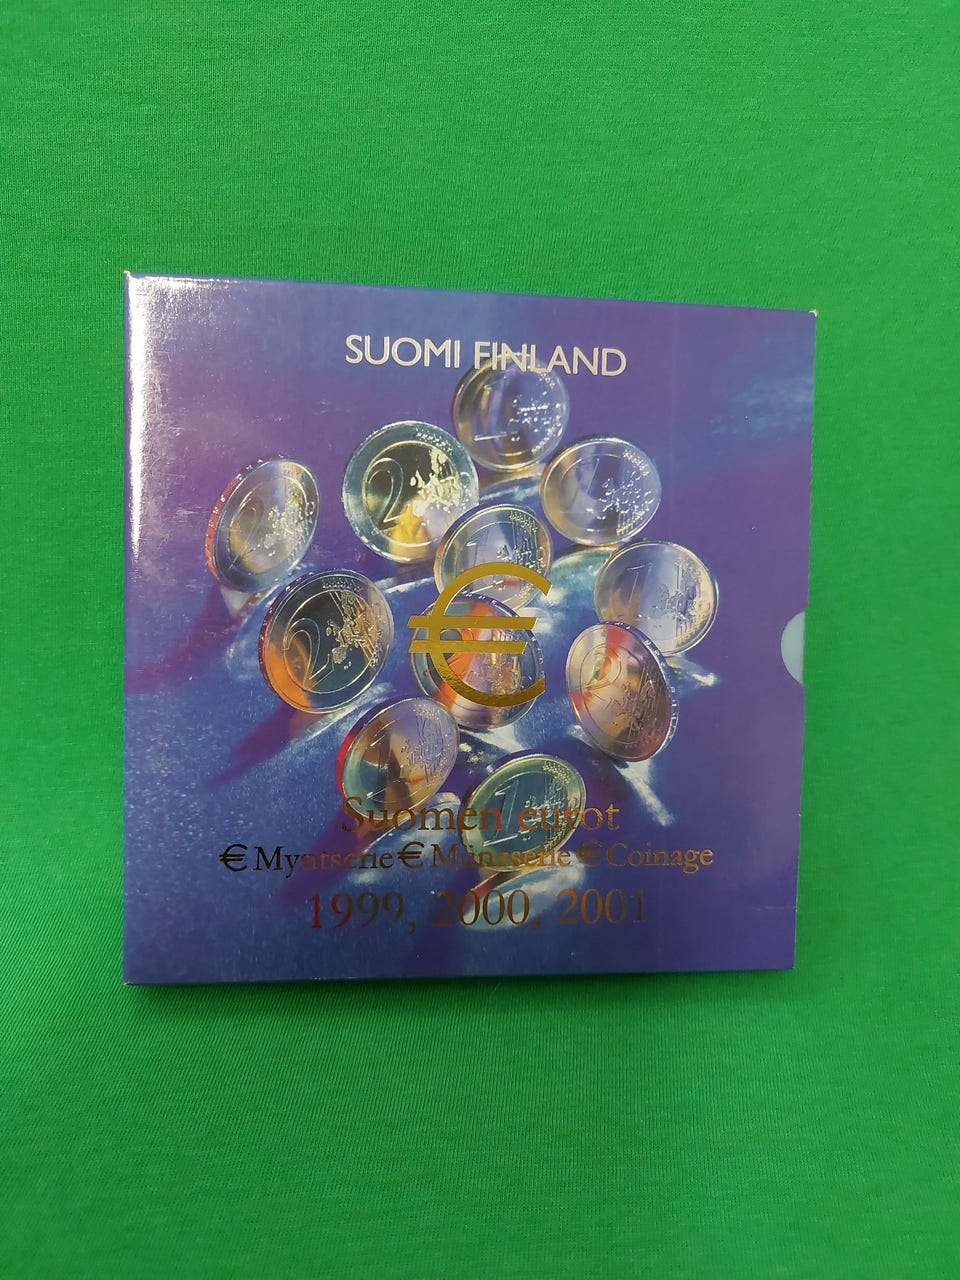 SUOMI FINLAND
€
Suomen eurot
€ Myntserie € Münzserie € Coinage
1999, 2000, 2001